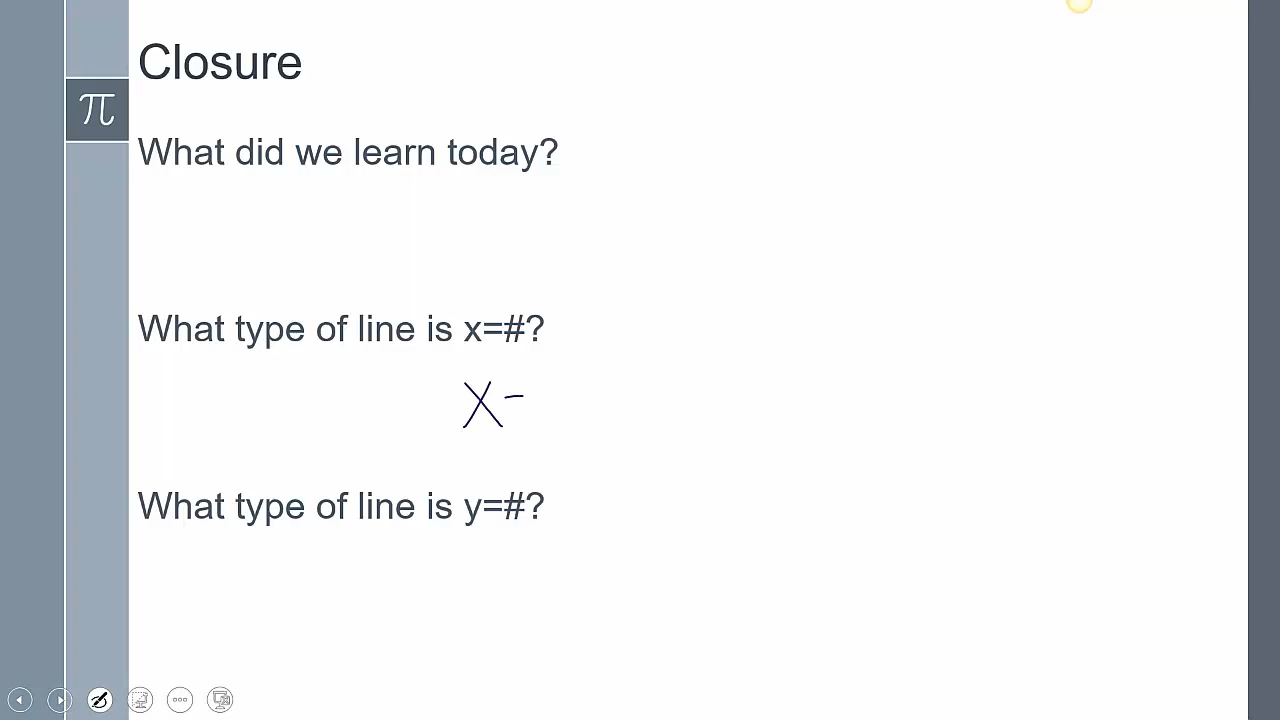 Closure
π
What did we learn today?
What type of line is x=#?
X-
What type of line is y=#?